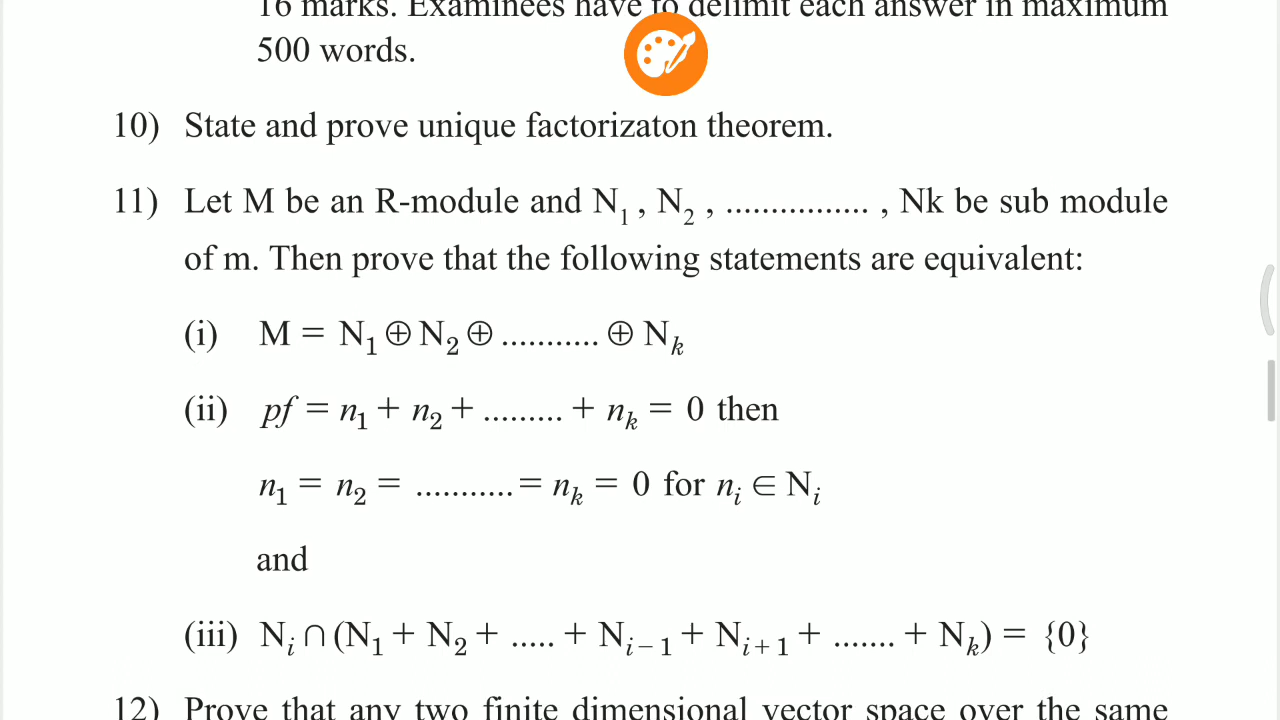 16 marks. Examinees have to delimit each answer in maximum
500 words.
10) State and prove unique factorizaton theorem.
11) Let M be an R-module and N₁ , N₂ , ................ , Nk be sub module
of m. Then prove that the following statements are equivalent:
(i) M = N₁ ⊕ N₂ ⊕ ........... ⊕ Nₖ
(ii) pf = n₁ + n₂ + ......... + nₖ = 0 then
n₁ = n₂ = ........... = nₖ = 0 for nᵢ ∈ Nᵢ
and
(iii) Nᵢ ∩ (N₁ + N₂ + ..... + Nᵢ₋₁ + Nᵢ₊₁ + ....... + Nₖ) = {0}
12) Prove that any two finite dimensional vector space over the same